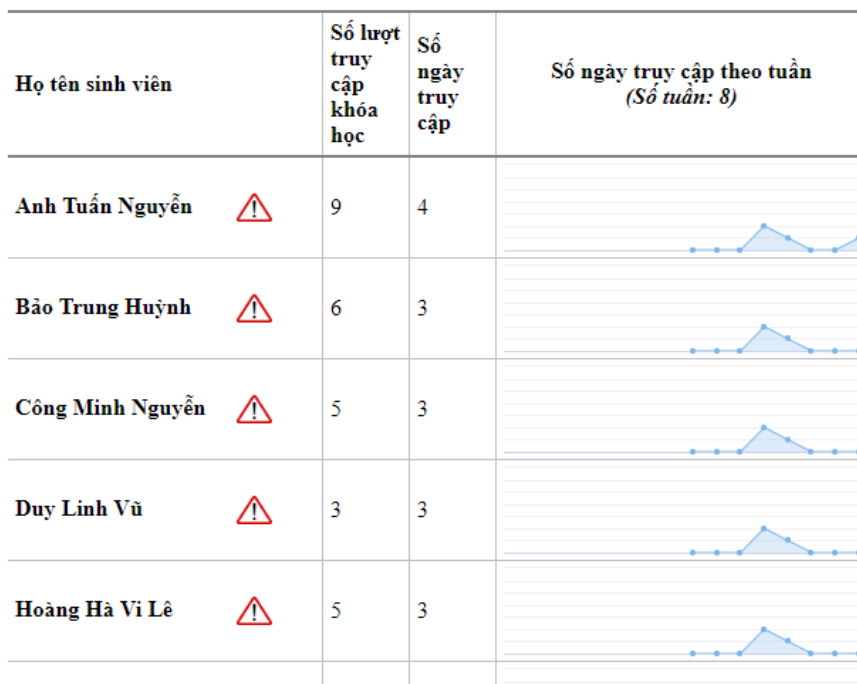 Họ tên sinh viên
Số lượt
truy
cập
khóa
học
Số
ngày
truy
cập
Số ngày truy cập theo tuần
(Số tuần: 8)
Anh Tuấn Nguyễn ! 9 4
Bảo Trung Huỳnh ! 6 3
Công Minh Nguyễn ! 5 3
Duy Linh Vũ ! 3 3
Hoàng Hà Vi Lê ! 5 3